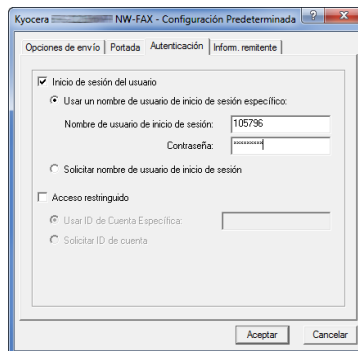 Kyocera NW-FAX - Configuración Predeterminada
Opciones de envío Portada Autenticación Inform. remitente
Inicio de sesión del usuario
Usar un nombre de usuario de inicio de sesión específico:
Nombre de usuario de inicio de sesión: 105796
Contraseña: **********
Solicitar nombre de usuario de inicio de sesión
Acceso restringido
Usar ID de Cuenta Específica:
Solicitar ID de cuenta
Aceptar Cancelar